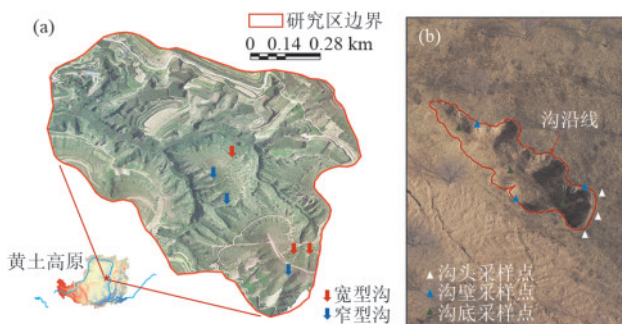 (a)
研究区边界
0 0.14 0.28 km
黄土高原
宽型沟
窄型沟
(b)
沟沿线
沟头采样点
沟壁采样点
沟底采样点